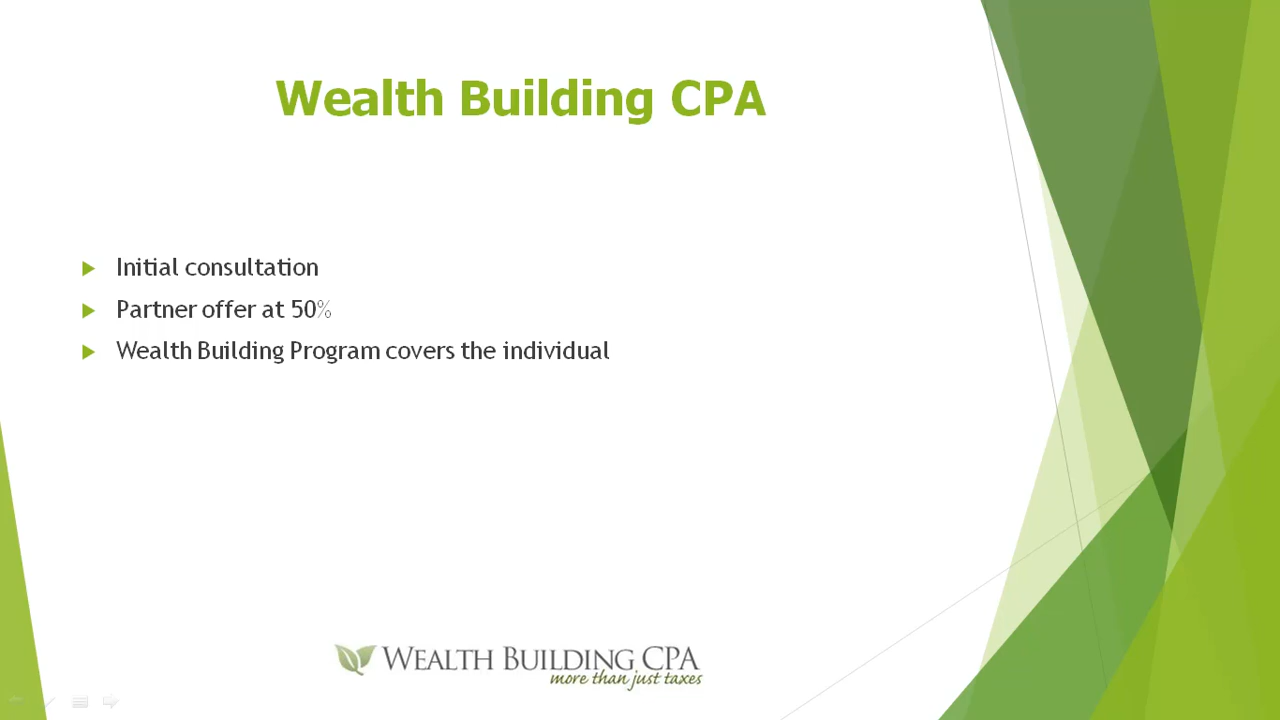 Wealth Building CPA
Initial consultation
Partner offer at 50%
Wealth Building Program covers the individual
WEALTH BUILDING CPA
more than just taxes